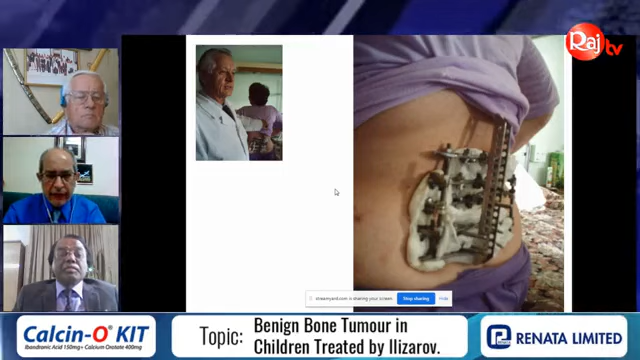 Raj tv
streamyard.com is sharing your screen.
Stop sharing
Hide
Calcin-O® KIT
Ibandronic Acid 150mg+ Calcium Orotate 400mg
Topic:
Benign Bone Tumour in
Children Treated by Ilizarov.
RENATA LIMITED